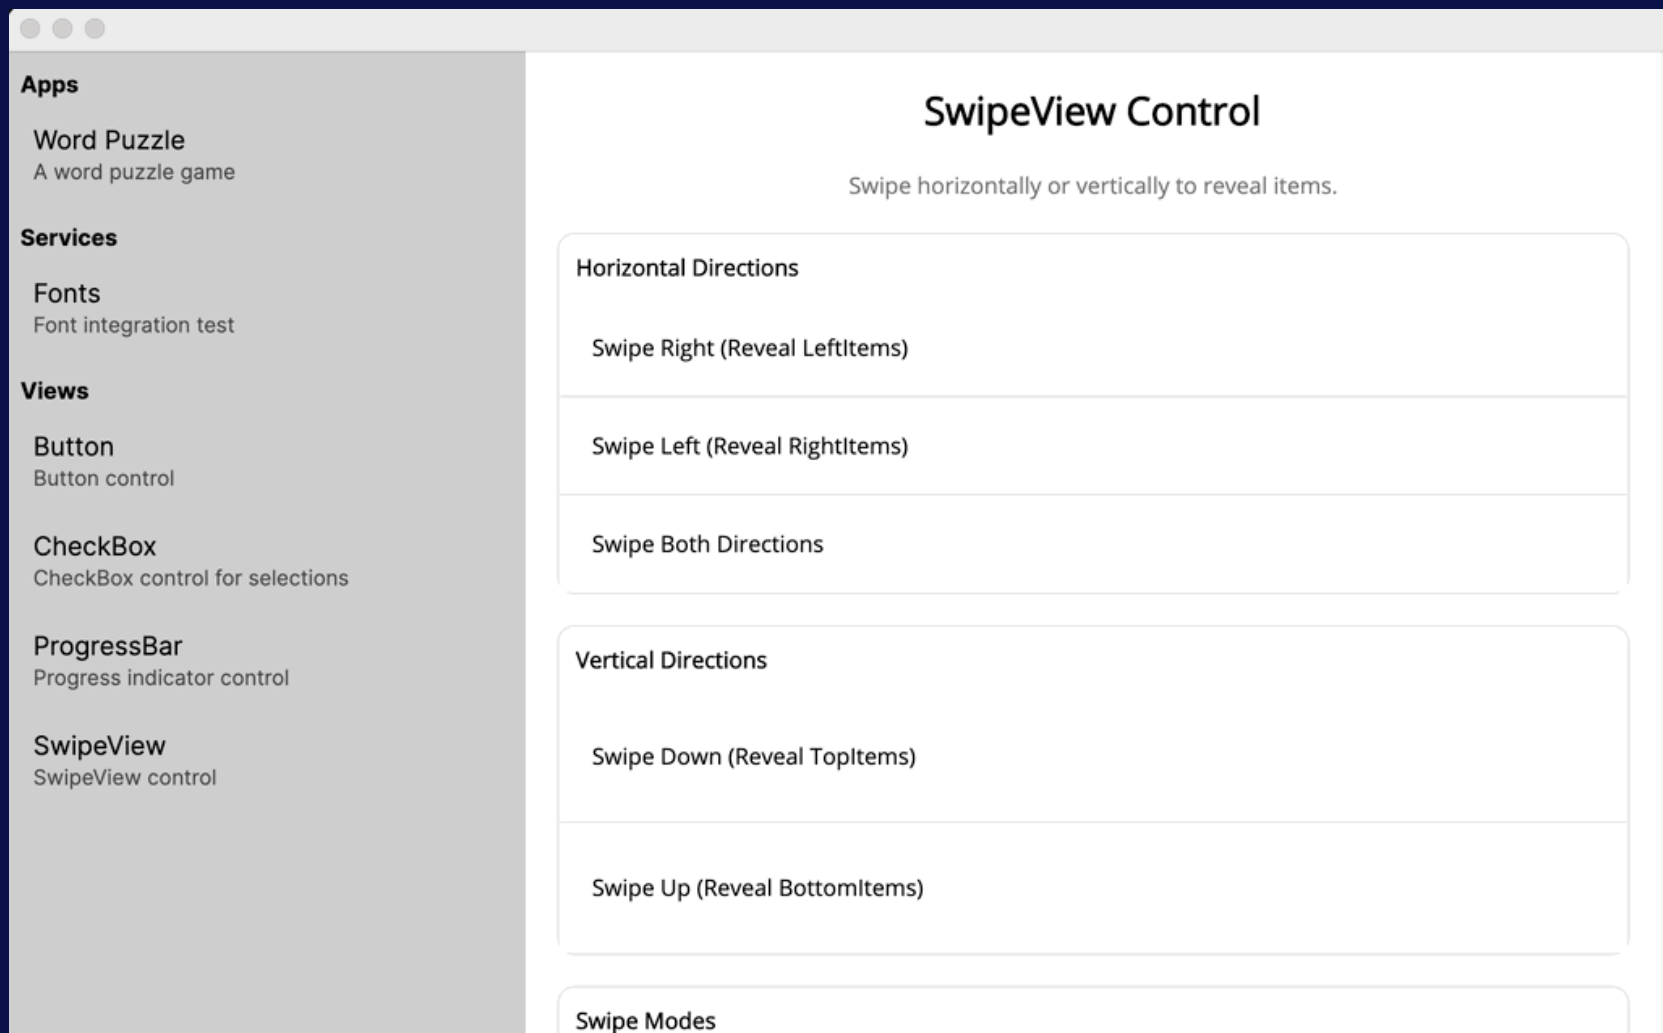 Apps
Word Puzzle
A word puzzle game
Services
Fonts
Font integration test
Views
Button
Button control
CheckBox
CheckBox control for selections
ProgressBar
Progress indicator control
SwipeView
SwipeView control
SwipeView Control
Swipe horizontally or vertically to reveal items.
Horizontal Directions
Swipe Right (Reveal LeftItems)
Swipe Left (Reveal RightItems)
Swipe Both Directions
Vertical Directions
Swipe Down (Reveal TopItems)
Swipe Up (Reveal BottomItems)
Swipe Modes